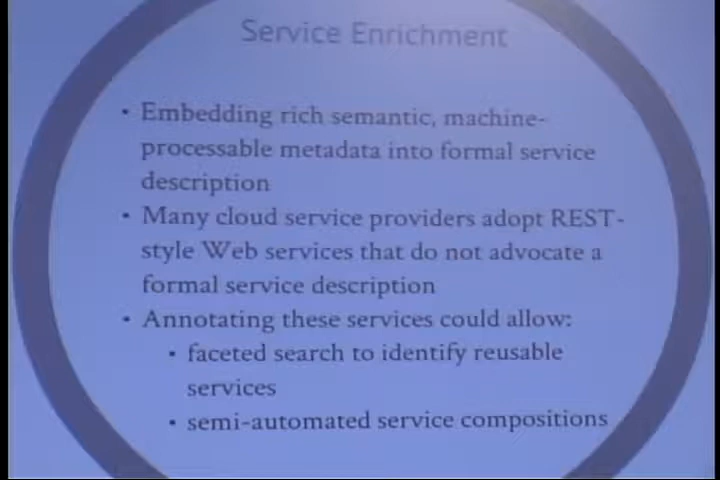 Service Enrichment
• Embedding rich semantic, machine-
processable metadata into formal service
description
• Many cloud service providers adopt REST-
style Web services that do not advocate a
formal service description
• Annotating these services could allow:
• faceted search to identify reusable
services
• semi-automated service compositions